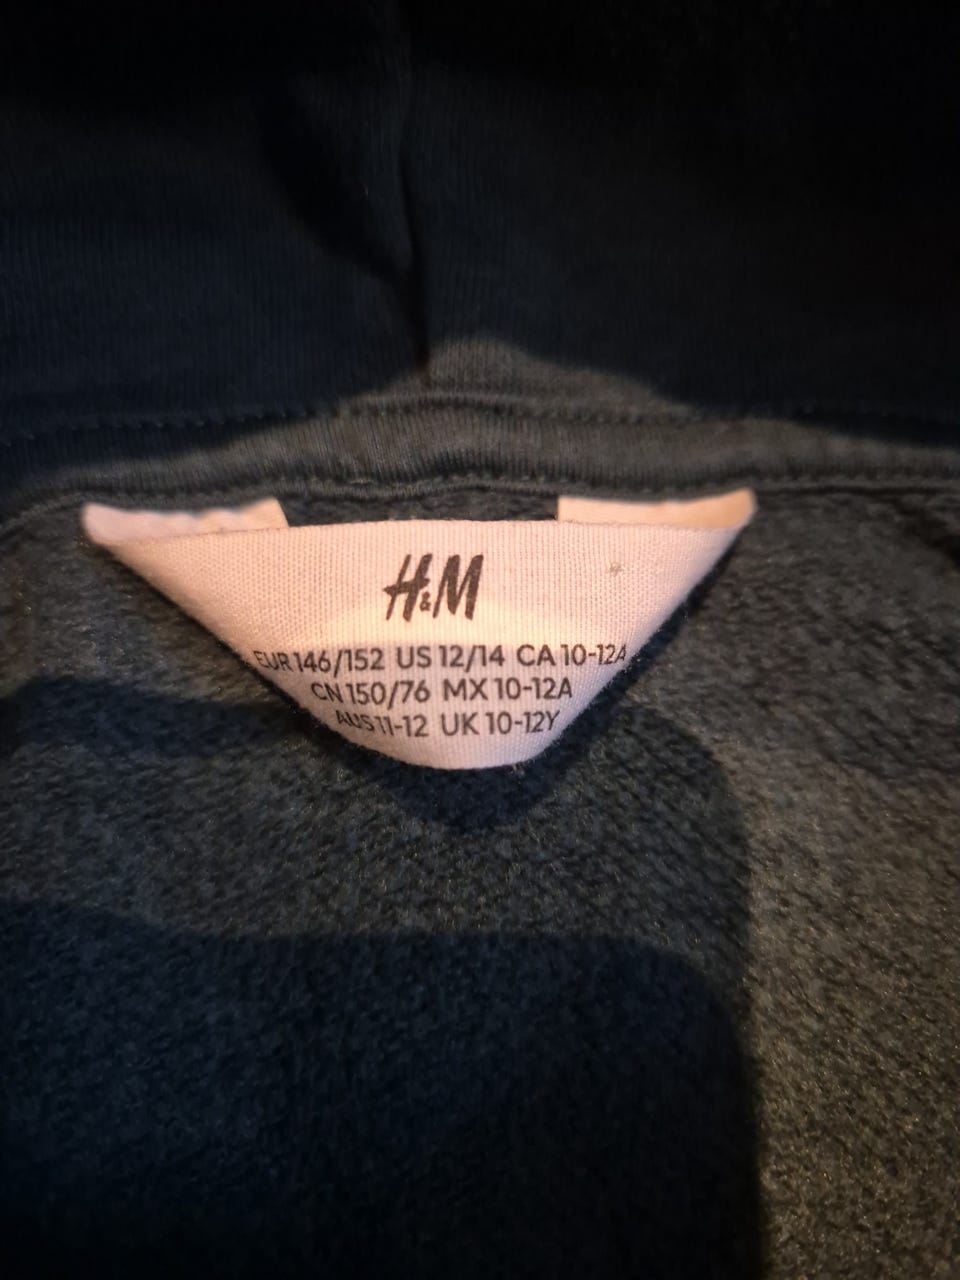 H&M
EUR 146/152 US 12/14 CA 10-12A
CN 150/76 MX 10-12A
AUS 11-12 UK 10-12Y